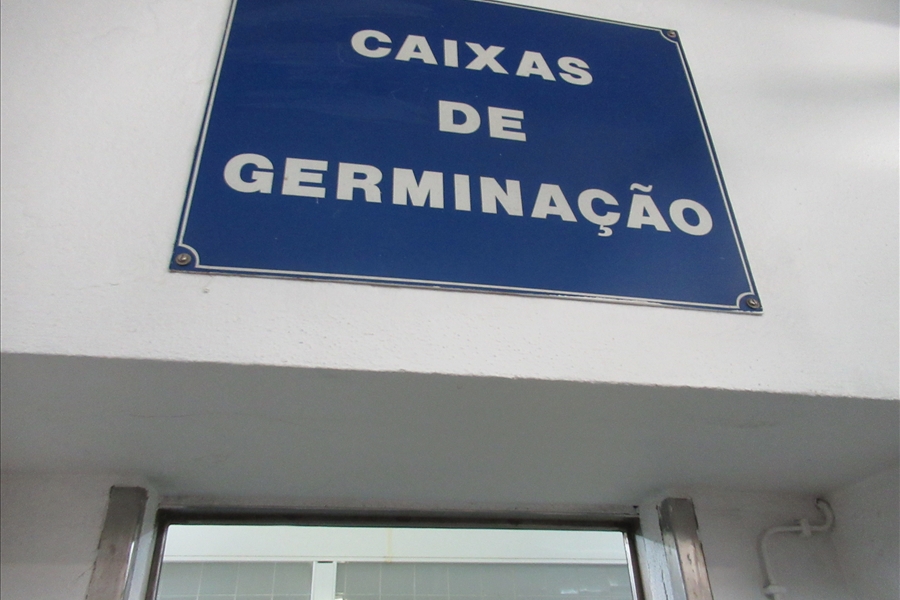 CAIXAS
DE
GERMINAÇÃO